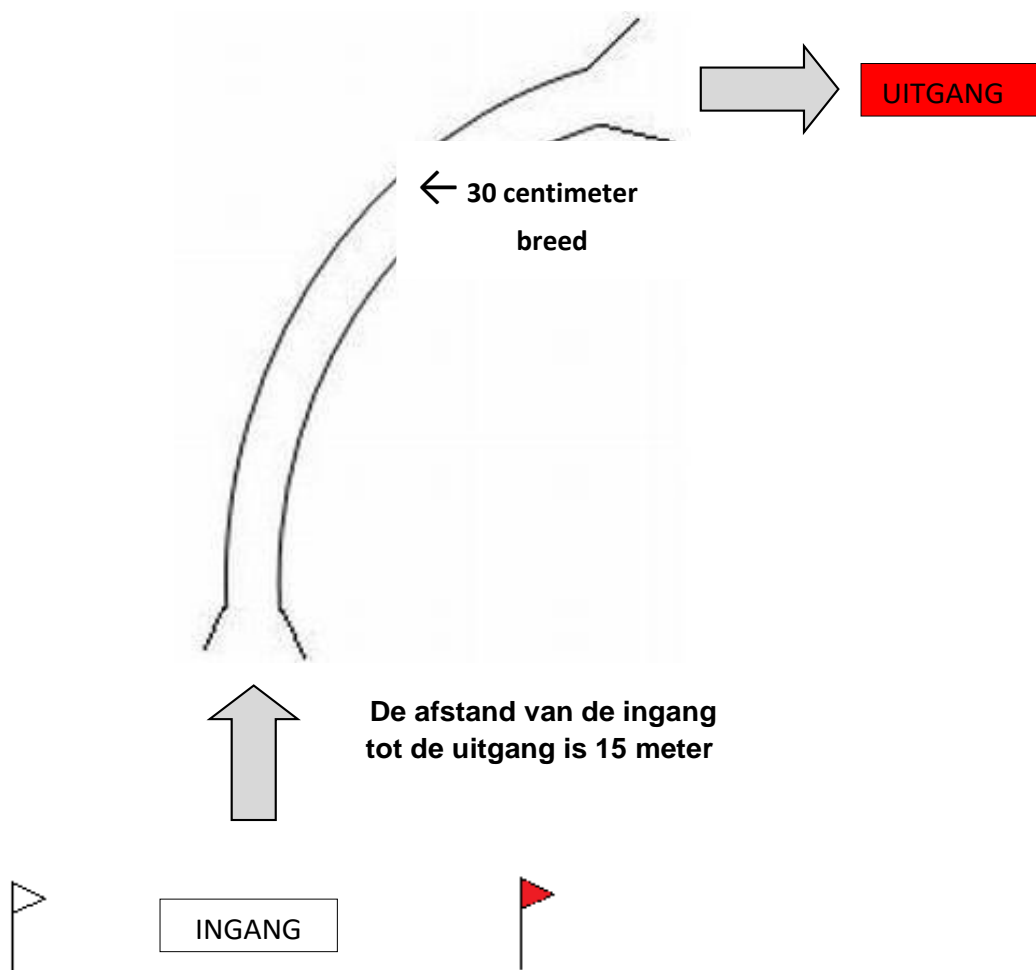 UITGANG
← 30 centimeter
breed
De afstand van de ingang
tot de uitgang is 15 meter
INGANG